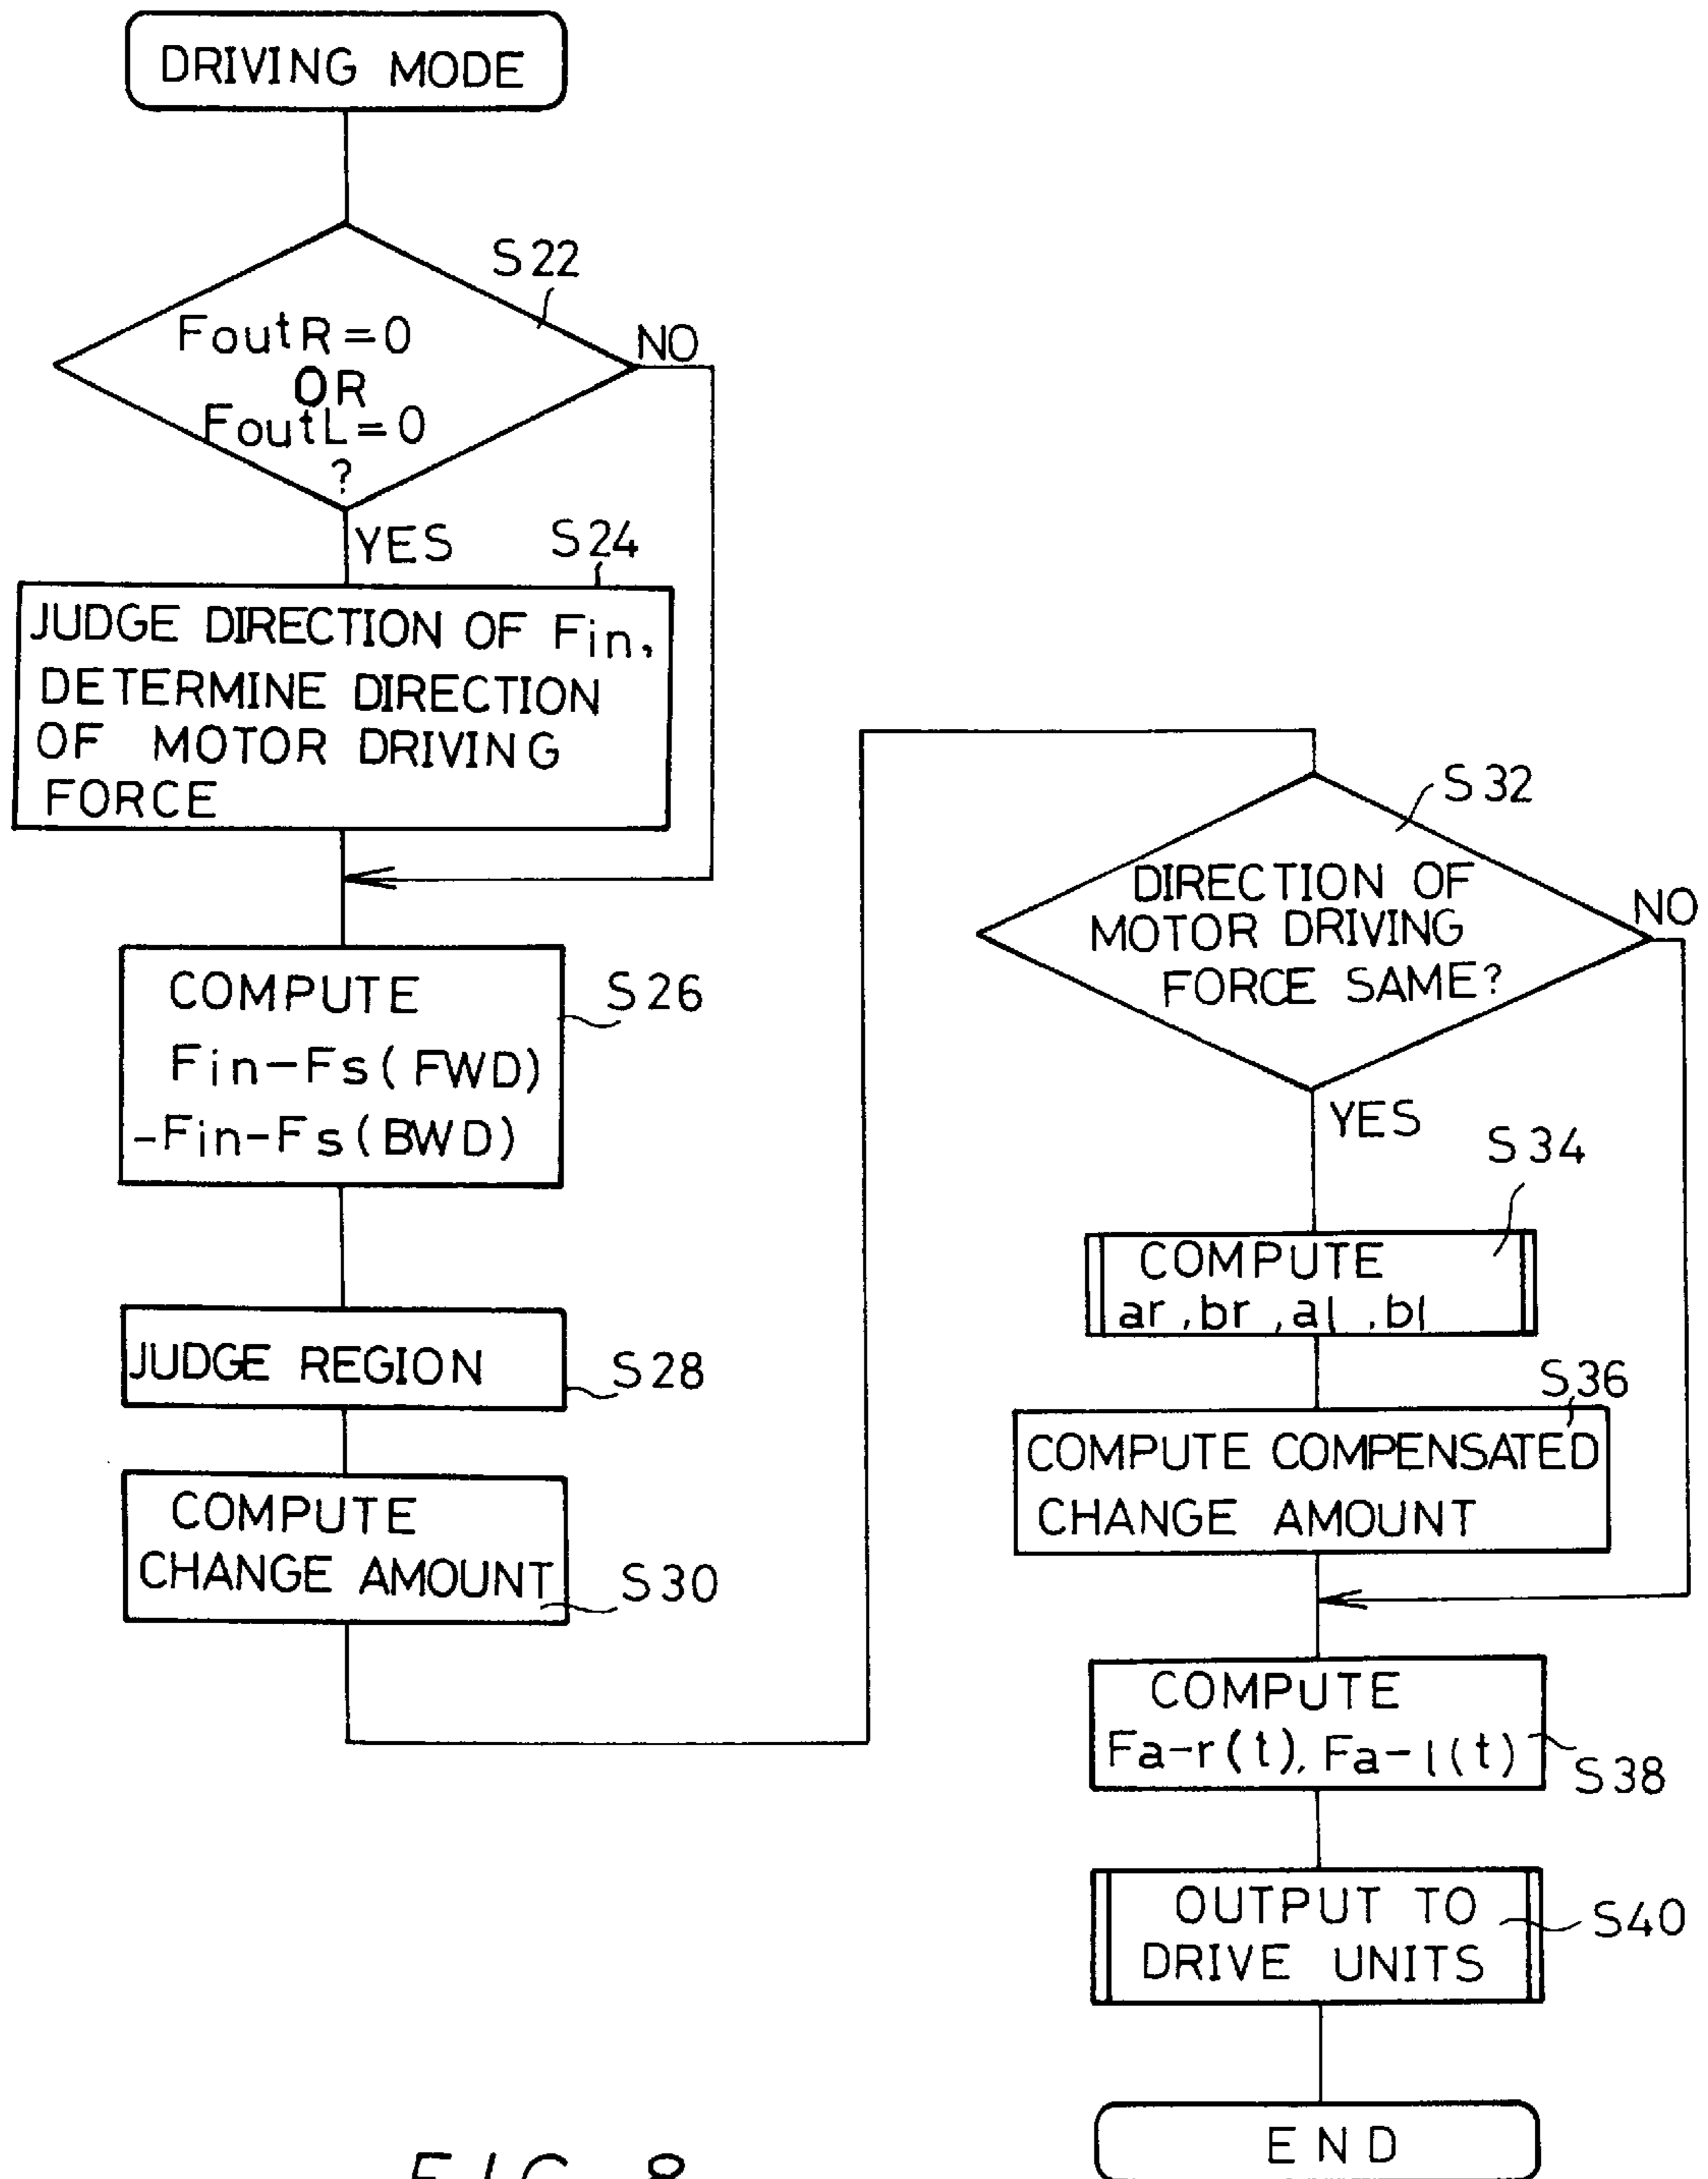 DRIVING MODE
S22
FoutR=0
OR
FoutL=0
?
NO
YES
S24
JUDGE DIRECTION OF Fin,
DETERMINE DIRECTION
OF MOTOR DRIVING
FORCE
COMPUTE
Fin-Fs(FWD)
-Fin-Fs(BWD)
S26
JUDGE REGION
S28
COMPUTE
CHANGE AMOUNT
S30
S32
DIRECTION OF
MOTOR DRIVING
FORCE SAME?
NO
YES
S34
COMPUTE
ar,br,al,bl
S36
COMPUTE COMPENSATED
CHANGE AMOUNT
COMPUTE
Fa-r(t),Fa-l(t)
S38
OUTPUT TO
DRIVE UNITS
S40
END
FIG. 8